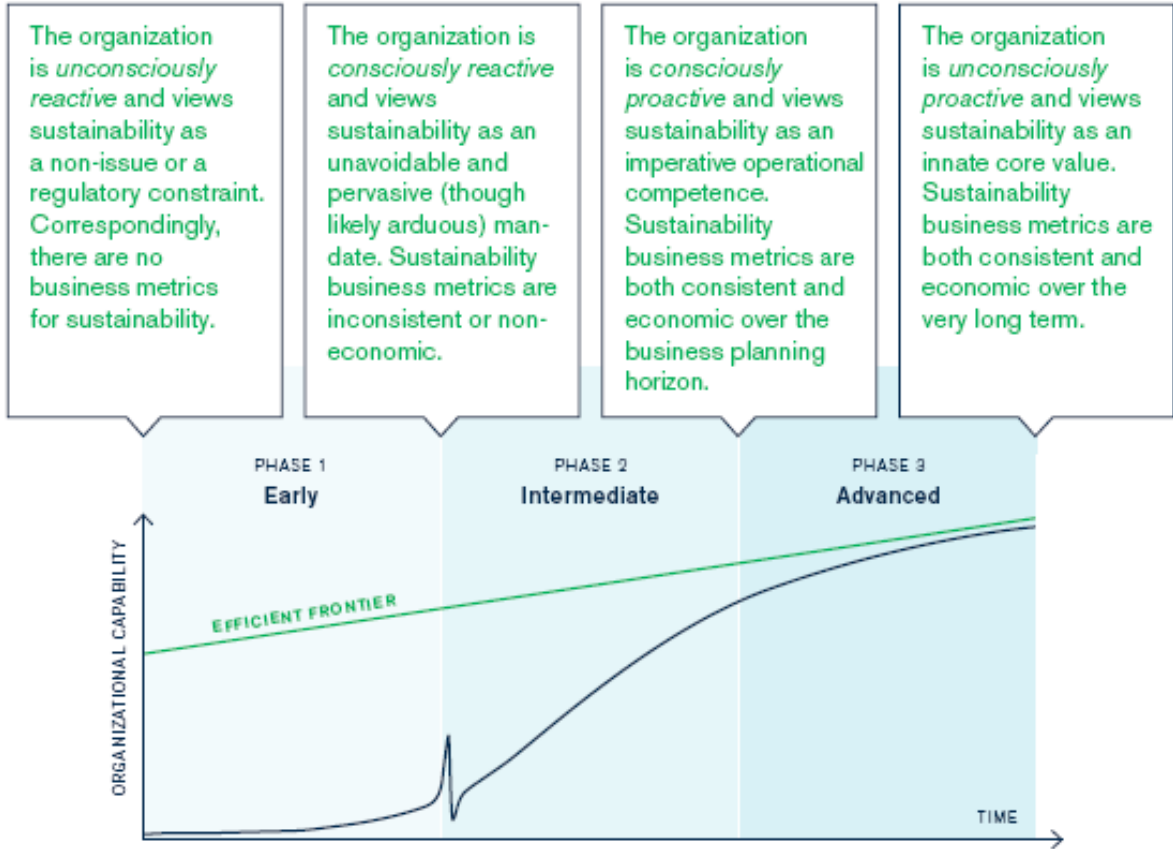 The organization
is unconsciously
reactive and views
sustainability as
a non-issue or a
regulatory constraint.
Correspondingly,
there are no
business metrics
for sustainability.
The organization is
consciously reactive
and views
sustainability as an
unavoidable and
pervasive (though
likely arduous) man-
date. Sustainability
business metrics are
inconsistent or non-
economic.
The organization
is consciously
proactive and views
sustainability as an
imperative operational
competence.
Sustainability
business metrics are
both consistent and
economic over the
business planning
horizon.
The organization
is unconsciously
proactive and views
sustainability as an
innate core value.
Sustainability
business metrics are
both consistent and
economic over the
very long term.
PHASE 1
Early
PHASE 2
Intermediate
PHASE 3
Advanced
ORGANIZATIONAL CAPABILITY
EFFICIENT FRONTIER
TIME